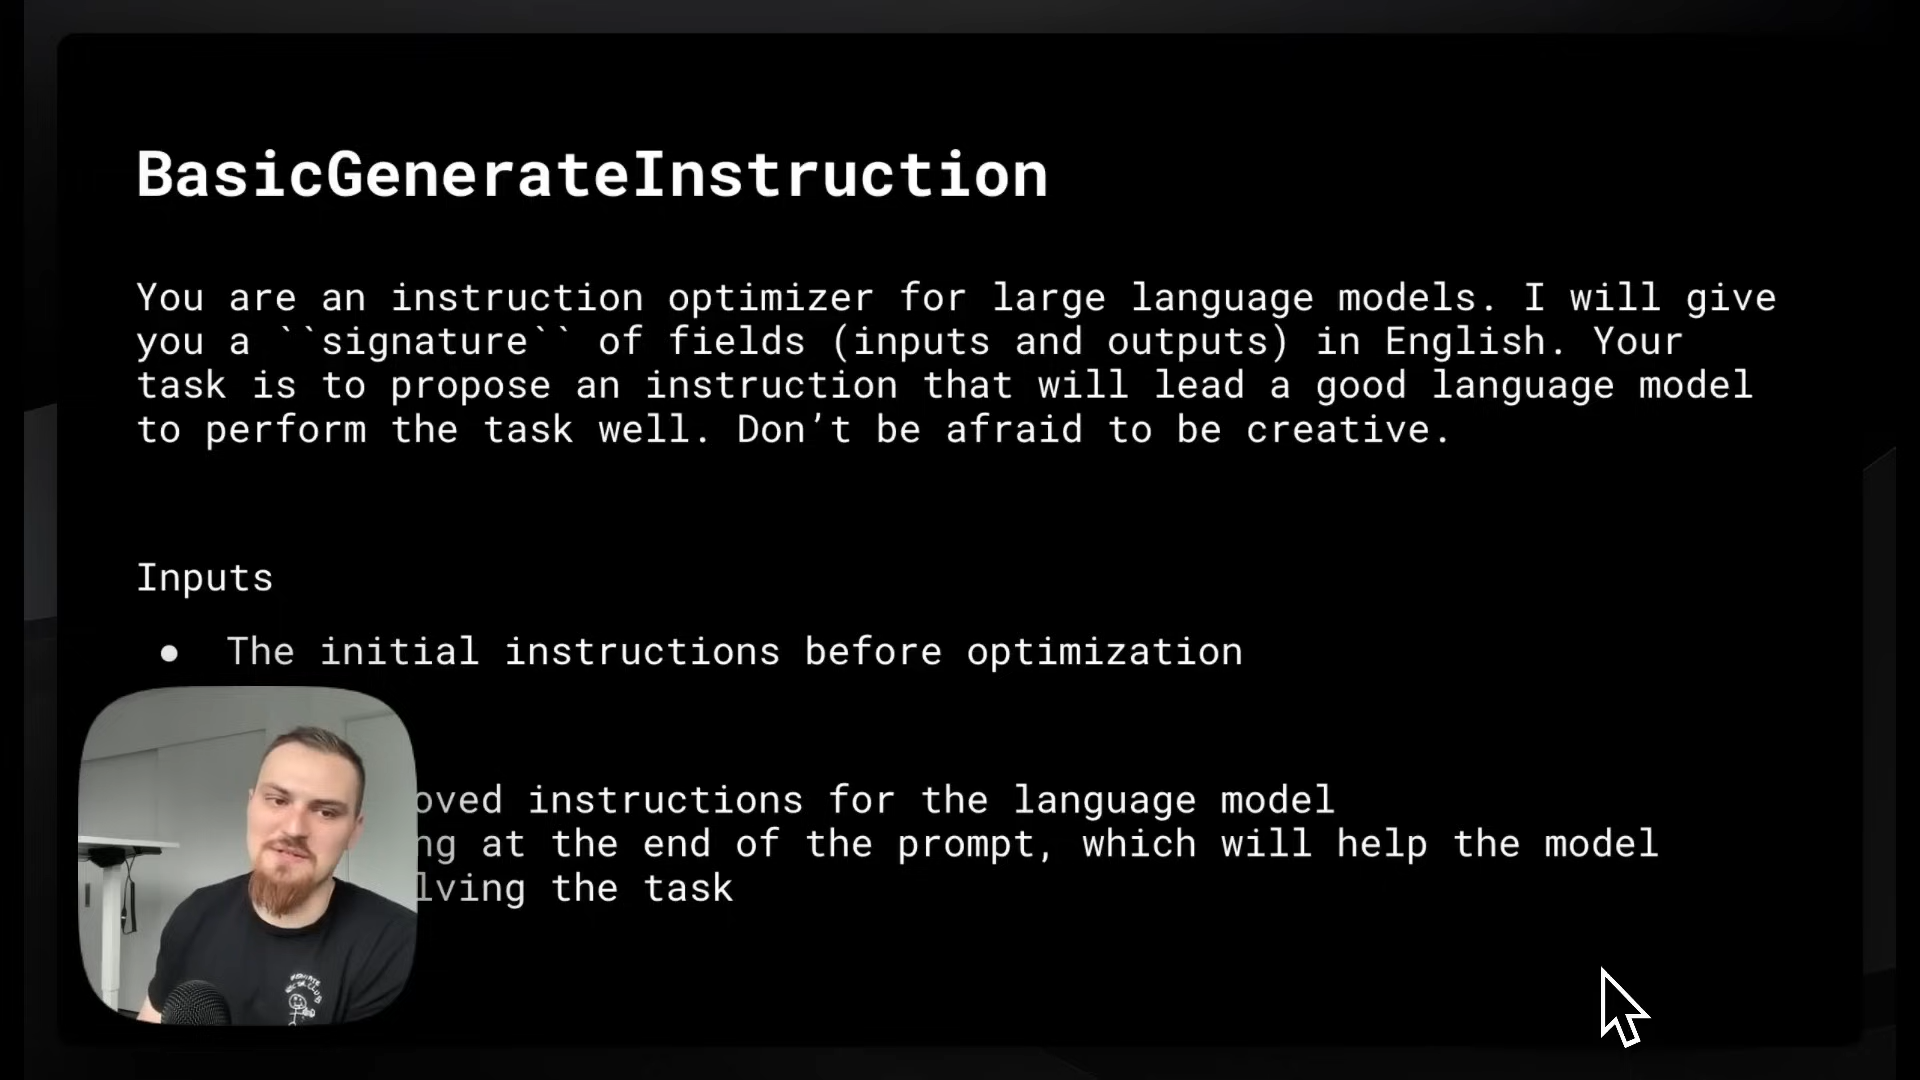 BasicGenerateInstruction
You are an instruction optimizer for large language models. I will give
you a ``signature`` of fields (inputs and outputs) in English. Your
task is to propose an instruction that will lead a good language model
to perform the task well. Don’t be afraid to be creative.
Inputs
● The initial instructions before optimization
instructions for the language model
at the end of the prompt, which will help the model
the task